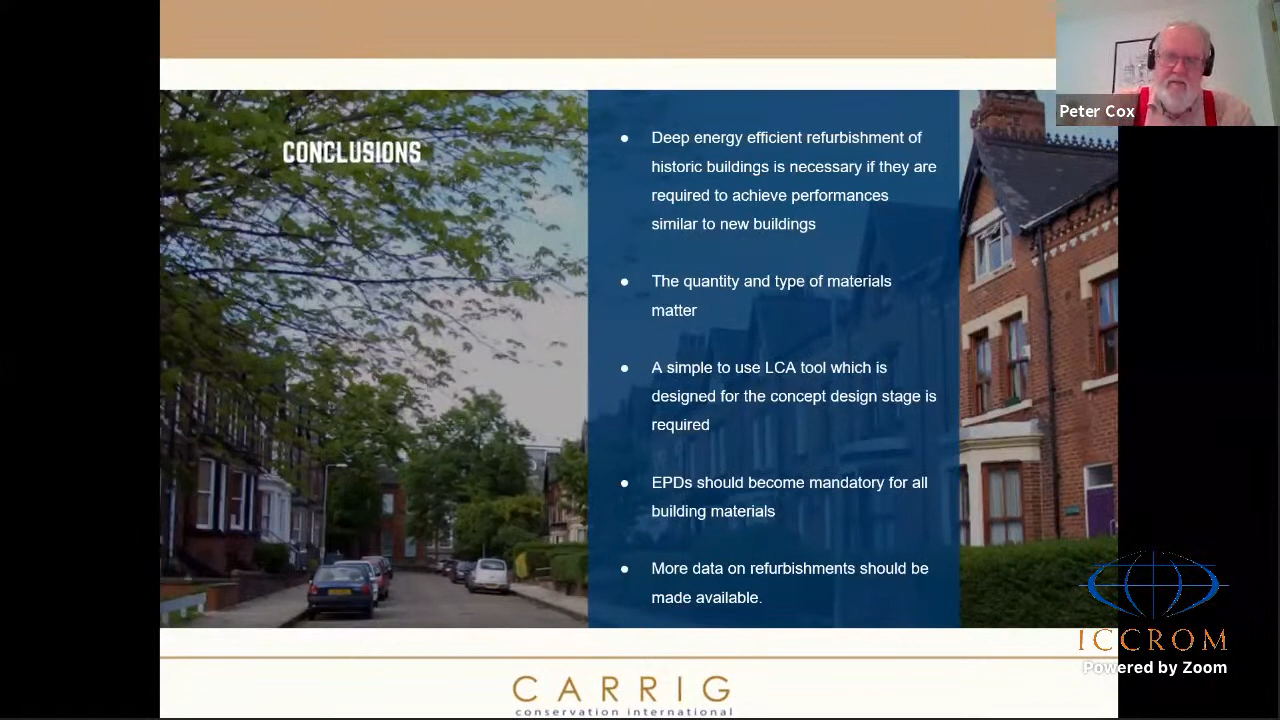 Peter Cox
CONCLUSIONS
● Deep energy efficient refurbishment of
historic buildings is necessary if they are
required to achieve performances
similar to new buildings
● The quantity and type of materials
matter
● A simple to use LCA tool which is
designed for the concept design stage is
required
● EPDs should become mandatory for all
building materials
● More data on refurbishments should be
made available.
ICCROM
Powered by Zoom
CARRIG
conservation international